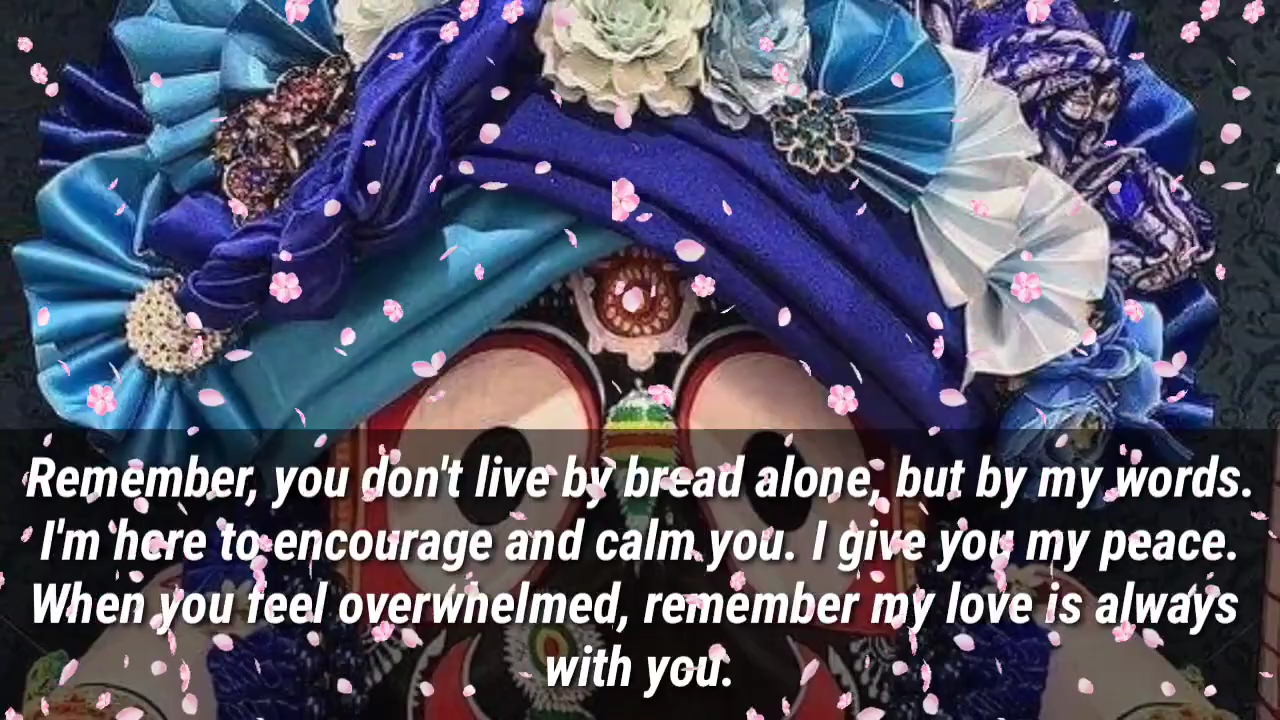 Remember, you don't live by bread alone, but by my words.
I'm here to encourage and calm you. I give you my peace.
When you feel overwhelmed, remember my love is always
with you.